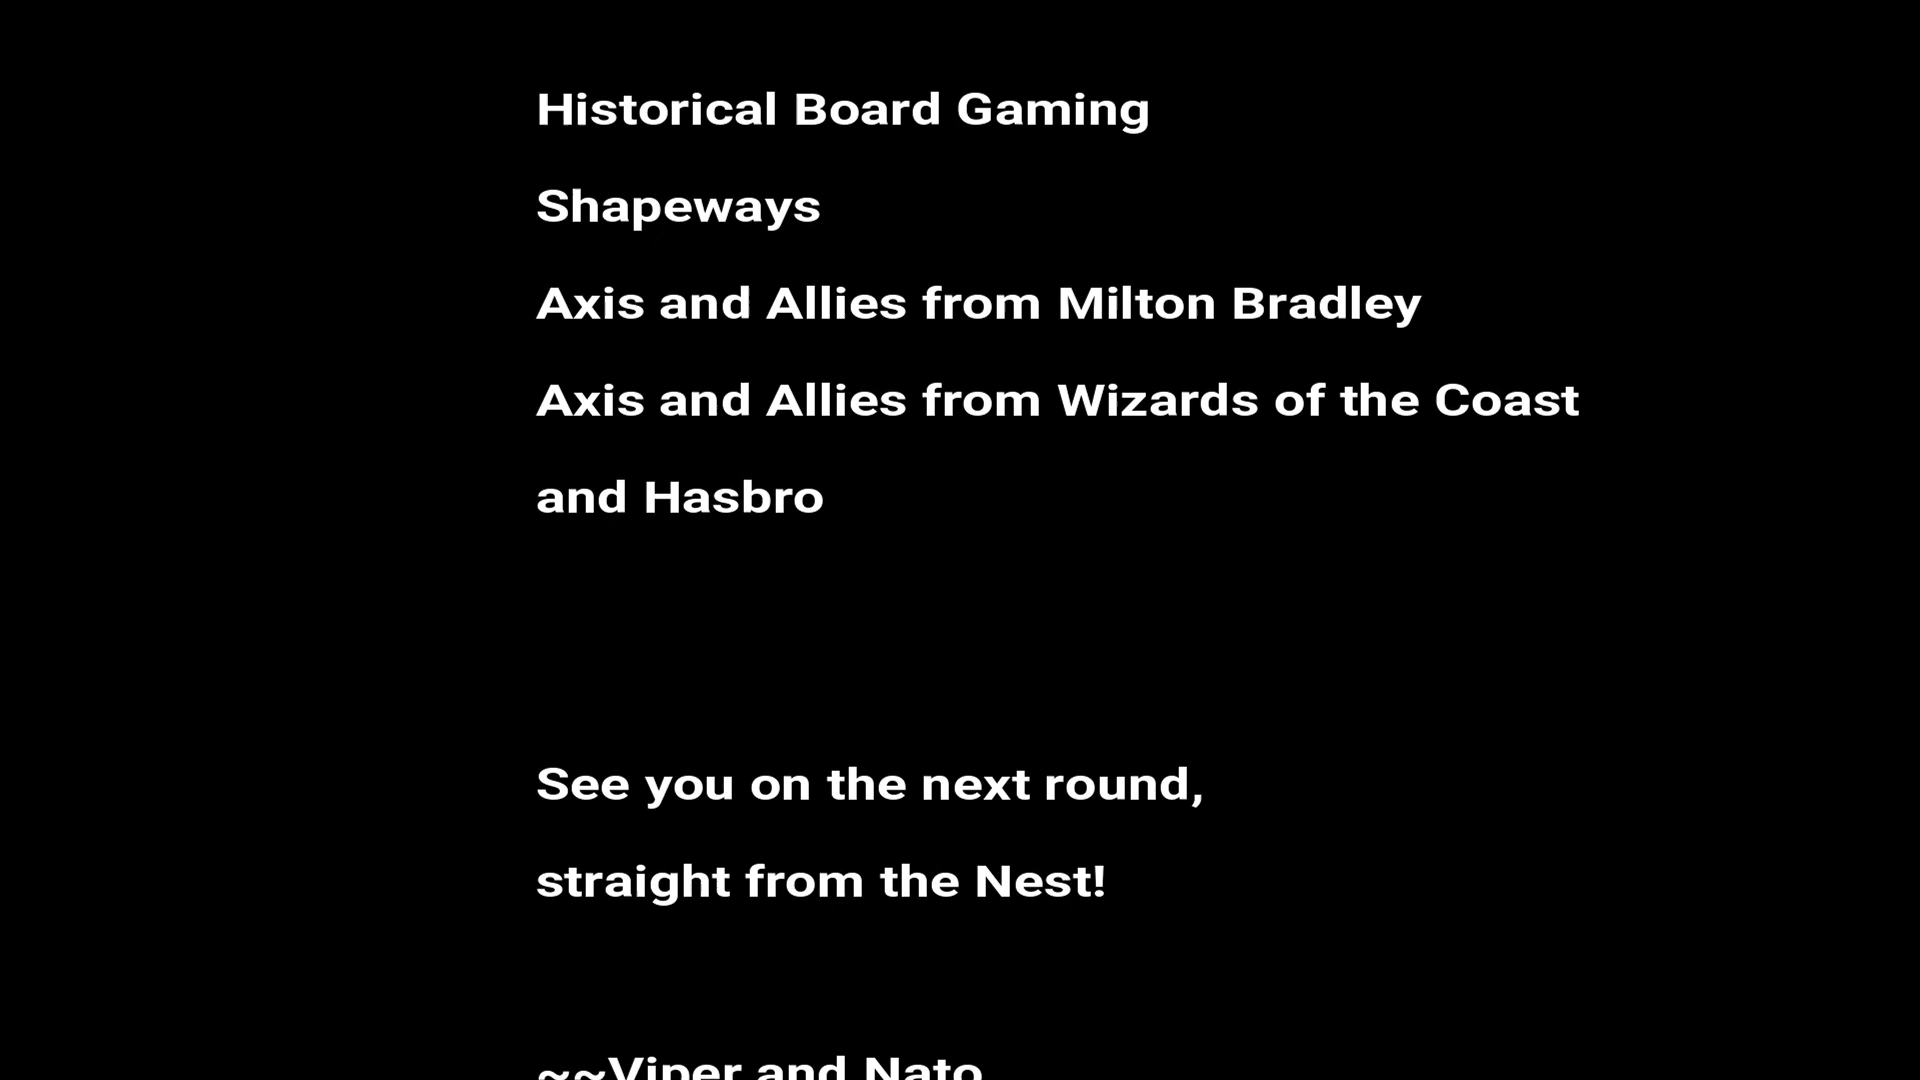 Historical Board Gaming
Shapeways
Axis and Allies from Milton Bradley
Axis and Allies from Wizards of the Coast
and Hasbro
See you on the next round,
straight from the Nest!
~~Viper and Nato